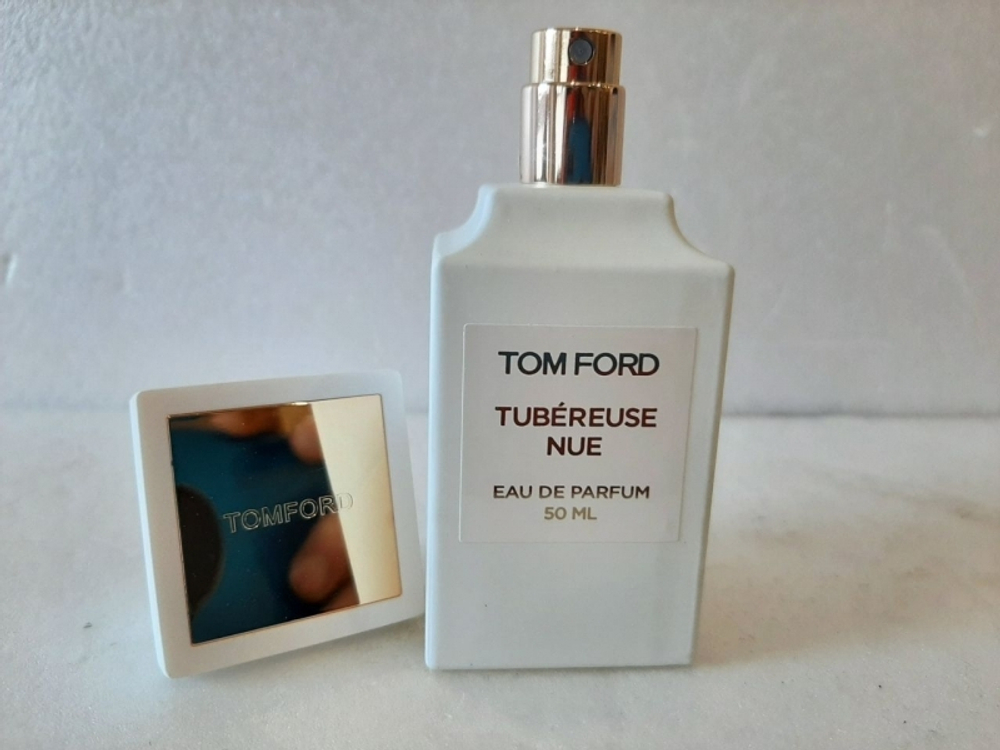 TOM FORD
TUBÉREUSE
NUE
EAU DE PARFUM
50 ML
TOMFORD